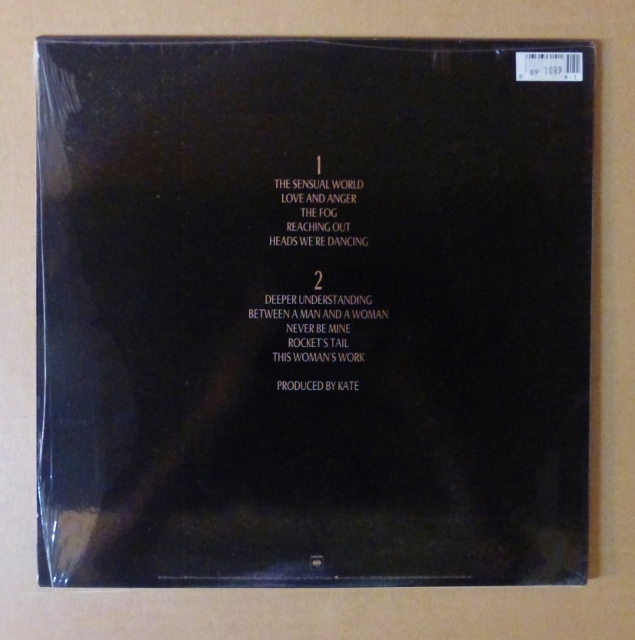 1
THE SENSUAL WORLD
LOVE AND ANGER
THE FOG
REACHING OUT
HEADS WE'RE DANCING
2
DEEPER UNDERSTANDING
BETWEEN A MAN AND A WOMAN
NEVER BE MINE
ROCKET'S TAIL
THIS WOMAN'S WORK
PRODUCED BY KATE